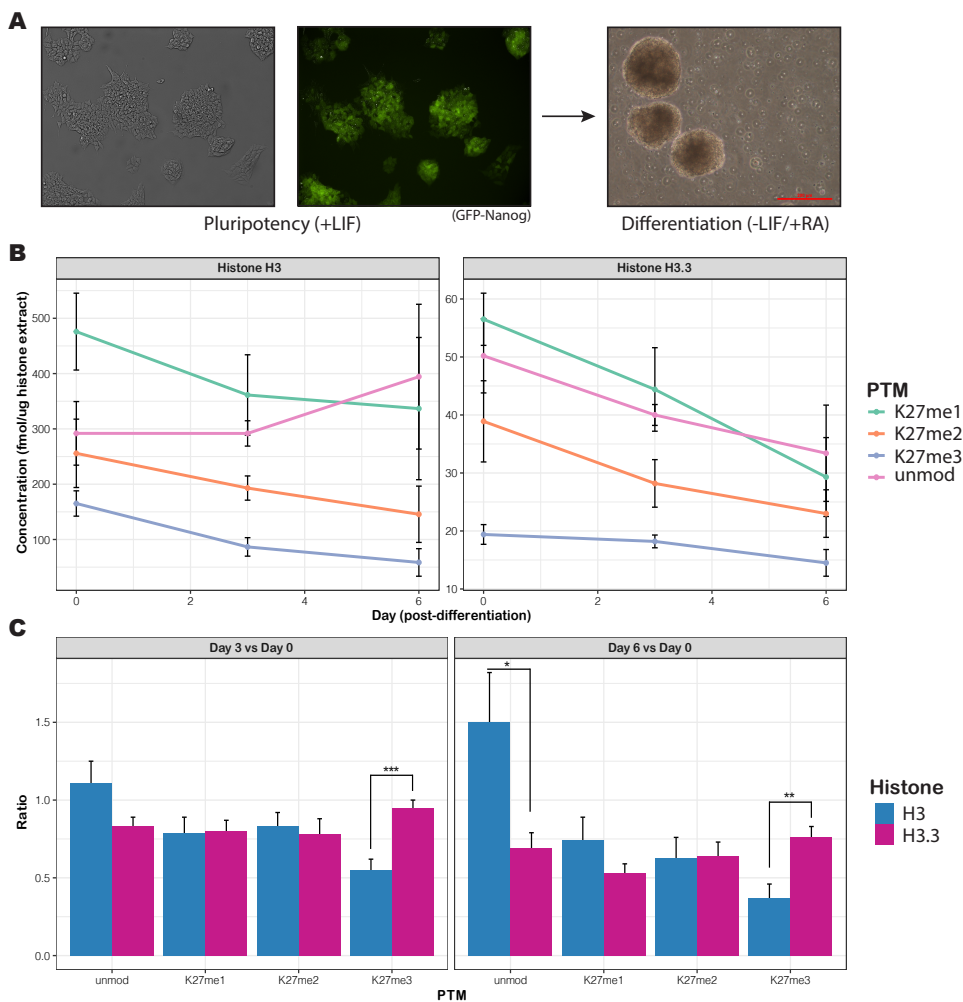 A
Pluripotency (+LIF)
(GFP-Nanog)
Differentiation (-LIF/+RA)
B
Histone H3
Histone H3.3
Concentration (fmol/ug histone extract)
500
400
300
200
100
60
50
40
30
20
10
0 2 4 6
0 2 4 6
Day (post-differentiation)
PTM
K27me1
K27me2
K27me3
unmod
C
Day 3 vs Day 0
Day 6 vs Day 0
Ratio
1.5
1.0
0.5
0.0
***
*
**
unmod K27me1 K27me2 K27me3
unmod K27me1 K27me2 K27me3
PTM
Histone
H3
H3.3